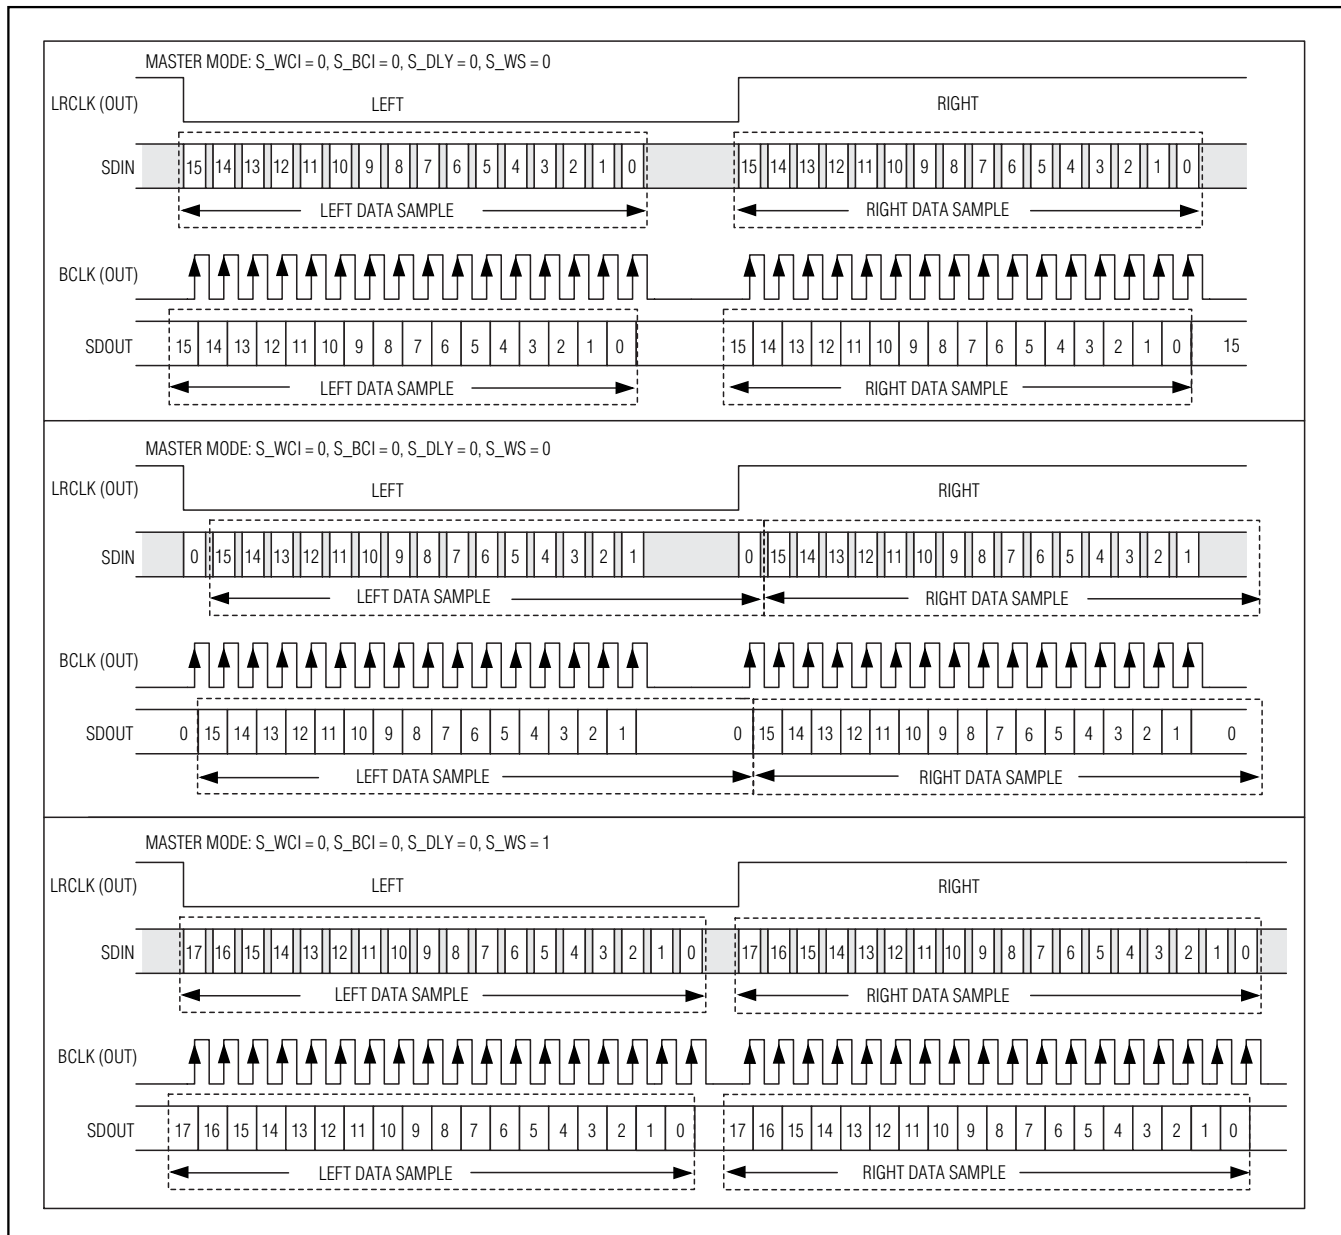 MASTER MODE: S_WCI = 0, S_BCI = 0, S_DLY = 0, S_WS = 0
LRCLK (OUT) LEFT RIGHT
SDIN 15 14 13 12 11 10 9 8 7 6 5 4 3 2 1 0 15 14 13 12 11 10 9 8 7 6 5 4 3 2 1 0
LEFT DATA SAMPLE RIGHT DATA SAMPLE
BCLK (OUT)
SDOUT 15 14 13 12 11 10 9 8 7 6 5 4 3 2 1 0 15 14 13 12 11 10 9 8 7 6 5 4 3 2 1 0 15
LEFT DATA SAMPLE RIGHT DATA SAMPLE
MASTER MODE: S_WCI = 0, S_BCI = 0, S_DLY = 0, S_WS = 0
LRCLK (OUT) LEFT RIGHT
SDIN 0 15 14 13 12 11 10 9 8 7 6 5 4 3 2 1 0 15 14 13 12 11 10 9 8 7 6 5 4 3 2 1
LEFT DATA SAMPLE RIGHT DATA SAMPLE
BCLK (OUT)
SDOUT 0 15 14 13 12 11 10 9 8 7 6 5 4 3 2 1 0 15 14 13 12 11 10 9 8 7 6 5 4 3 2 1 0
LEFT DATA SAMPLE RIGHT DATA SAMPLE
MASTER MODE: S_WCI = 0, S_BCI = 0, S_DLY = 0, S_WS = 1
LRCLK (OUT) LEFT RIGHT
SDIN 17 16 15 14 13 12 11 10 9 8 7 6 5 4 3 2 1 0 17 16 15 14 13 12 11 10 9 8 7 6 5 4 3 2 1 0
LEFT DATA SAMPLE RIGHT DATA SAMPLE
BCLK (OUT)
SDOUT 17 16 15 14 13 12 11 10 9 8 7 6 5 4 3 2 1 0 17 16 15 14 13 12 11 10 9 8 7 6 5 4 3 2 1 0
LEFT DATA SAMPLE RIGHT DATA SAMPLE